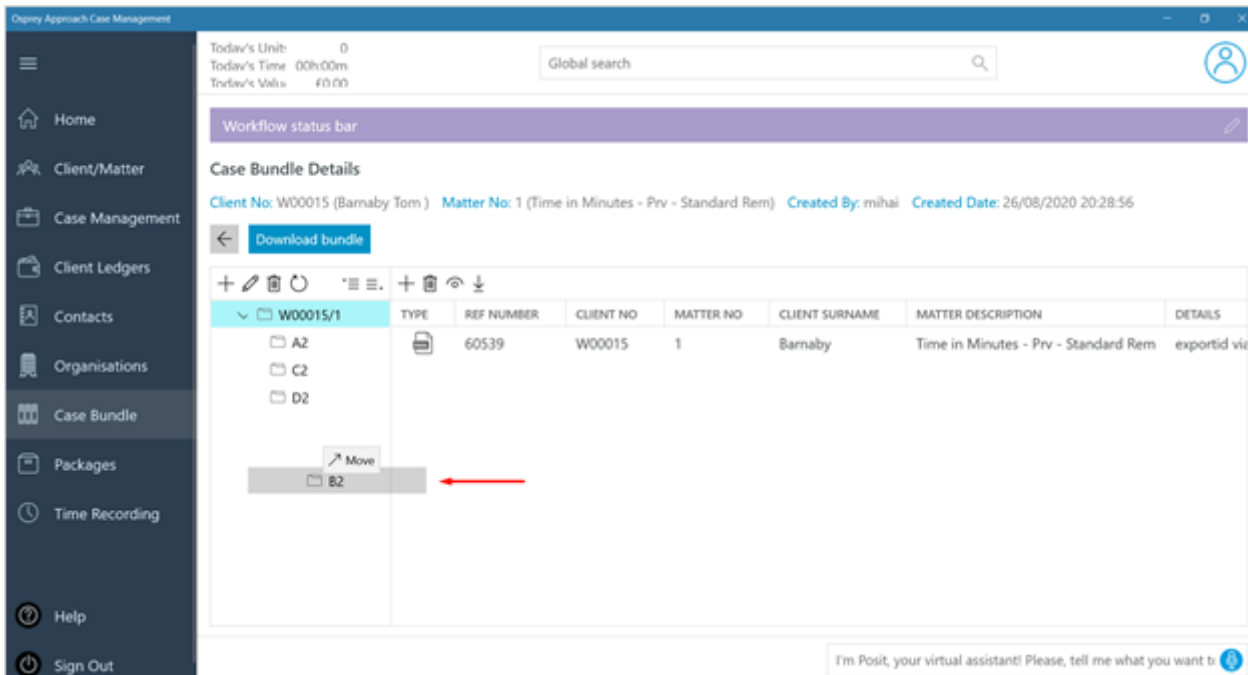 Osprey Approach Case Management
Today's Unit: 0
Today's Time 00h:00m
Today's Valu £0.00
Global search
Home
Client/Matter
Case Management
Client Ledgers
Contacts
Organisations
Case Bundle
Packages
Time Recording
Help
Sign Out
Workflow status bar
Case Bundle Details
Client No: W00015 (Barnaby Tom ) Matter No: 1 (Time in Minutes - Prv - Standard Rem) Created By: mihai Created Date: 26/08/2020 20:28:56
Download bundle
W00015/1
A2
C2
D2
Move
B2
TYPE REF NUMBER CLIENT NO MATTER NO CLIENT SURNAME MATTER DESCRIPTION DETAILS
60539 W00015 1 Barnaby Time in Minutes - Prv - Standard Rem exportid via
I'm Posit, your virtual assistant! Please, tell me what you want